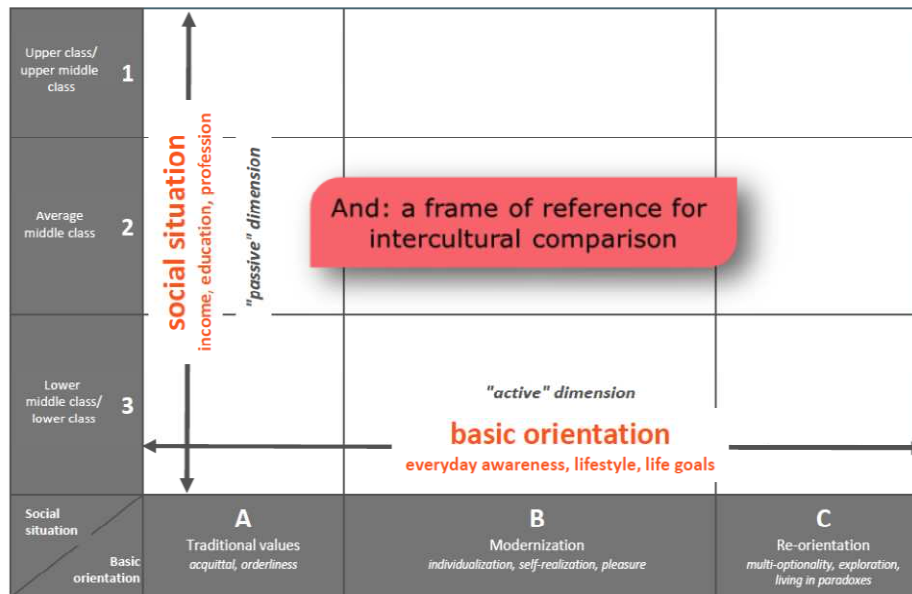 Upper class/
upper middle
class
1
Average
middle class
2
Lower
middle class/
lower class
3
social situation
income, education, profession
"passive" dimension
And: a frame of reference for
intercultural comparison
"active" dimension
basic orientation
everyday awareness, lifestyle, life goals
Social
situation
Basic
orientation
A
Traditional values
acquittal, orderliness
B
Modernization
individualization, self-realization, pleasure
C
Re-orientation
multi-optionality, exploration,
living in paradoxes